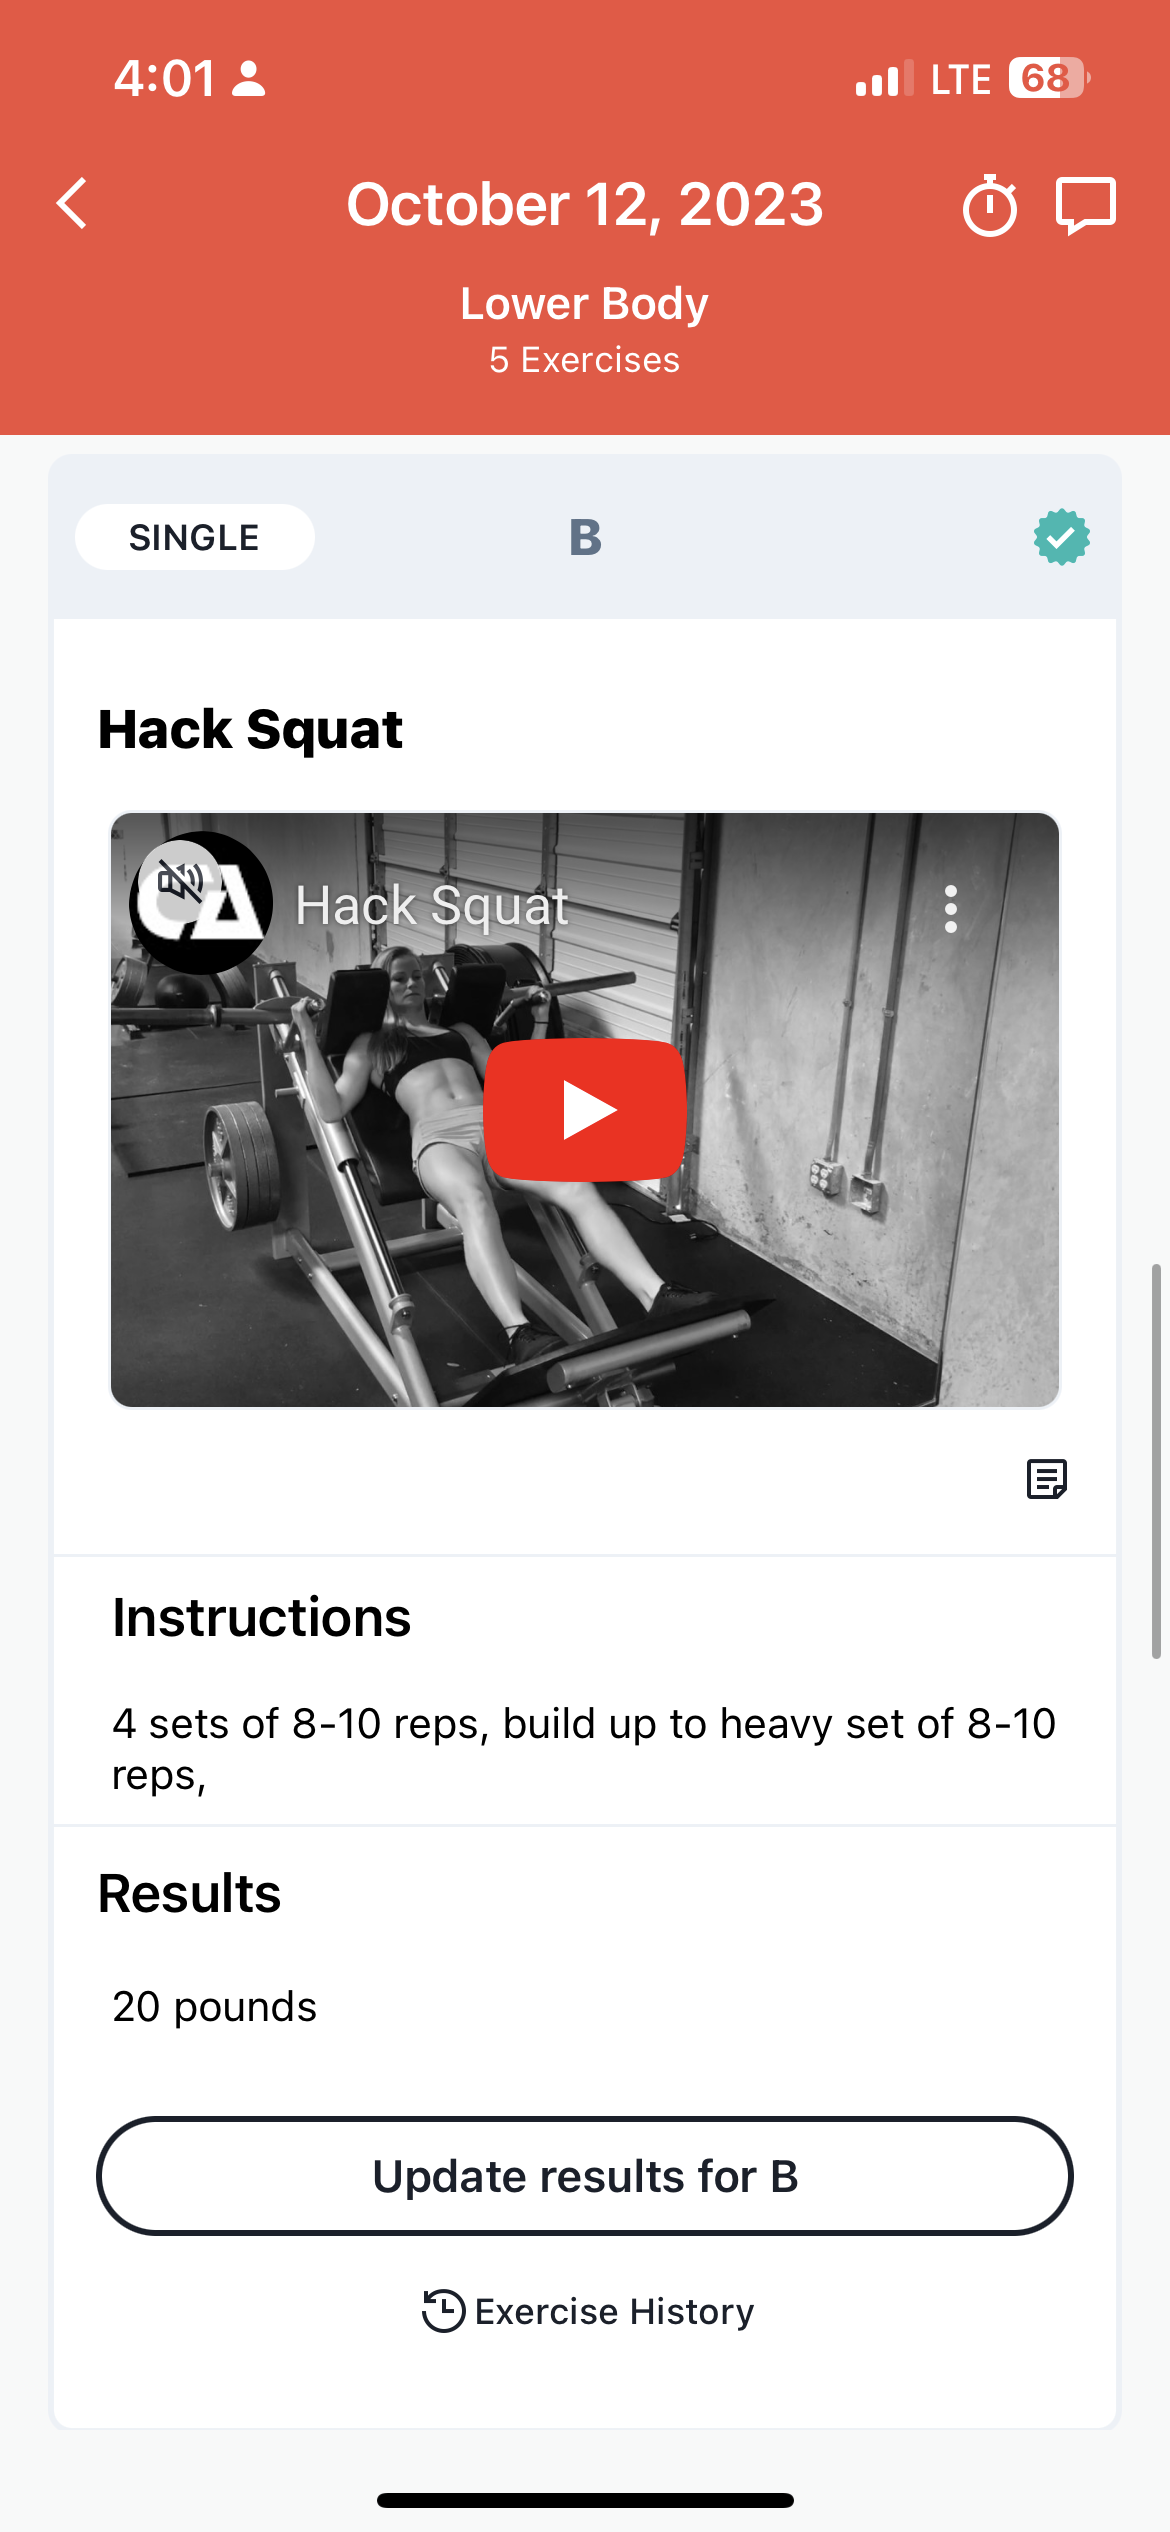 4:01
LTE 68
October 12, 2023
Lower Body
5 Exercises
SINGLE
B
Hack Squat
CA
Hack Squat
Instructions
4 sets of 8-10 reps, build up to heavy set of 8-10
reps,
Results
20 pounds
Update results for B
Exercise History